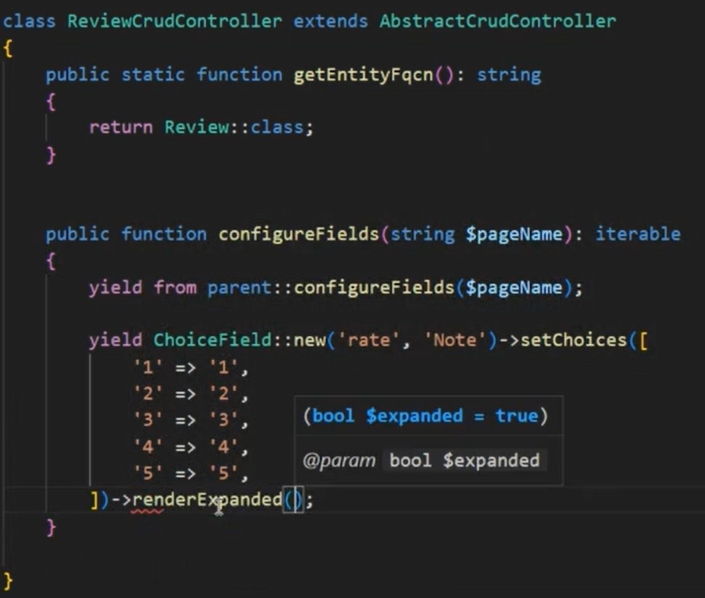 class ReviewCrudController extends AbstractCrudController
{
    public static function getEntityFqcn(): string
    {
        return Review::class;
    }

    public function configureFields(string $pageName): iterable
    {
        yield from parent::configureFields($pageName);

        yield ChoiceField::new('rate', 'Note')->setChoices([
            '1' => '1',
            '2' => '2',
            '3' => '3',
            '4' => '4',
            '5' => '5',
(bool $expanded = true)
@param bool $expanded
        ])->renderExpanded();
    }
}